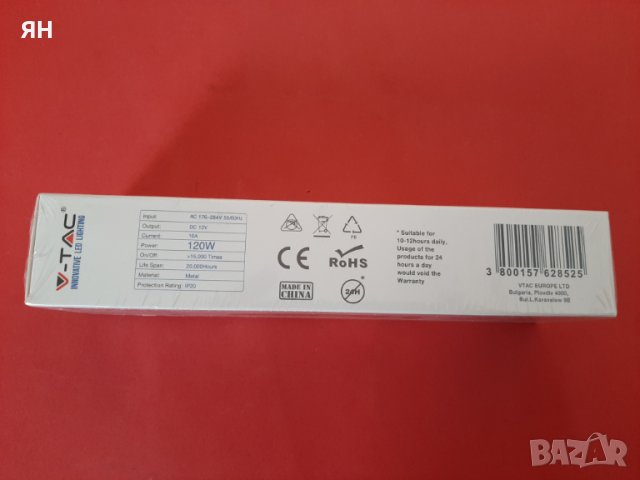 ЯН
V-TAC®
INNOVATIVE LED LIGHTING
Input: AC 176-264V 50/60Hz
Output: DC 12V
Current: 10A
Power: 120W
On/Off: >15,000 Times
Life Span: 20,000Hours
Material: Metal
Protection Rating: IP20
CE
RoHS
MADE IN
CHINA
24H
* Suitable for
10-12hours daily.
Usage of the
products for 24
hours a day
would void the
Warranty
3 800157 628525
VTAC EUROPE LTD
Bulgaria, Plovdiv 4000,
Bul.L.Karavelow 9B
BAZAR